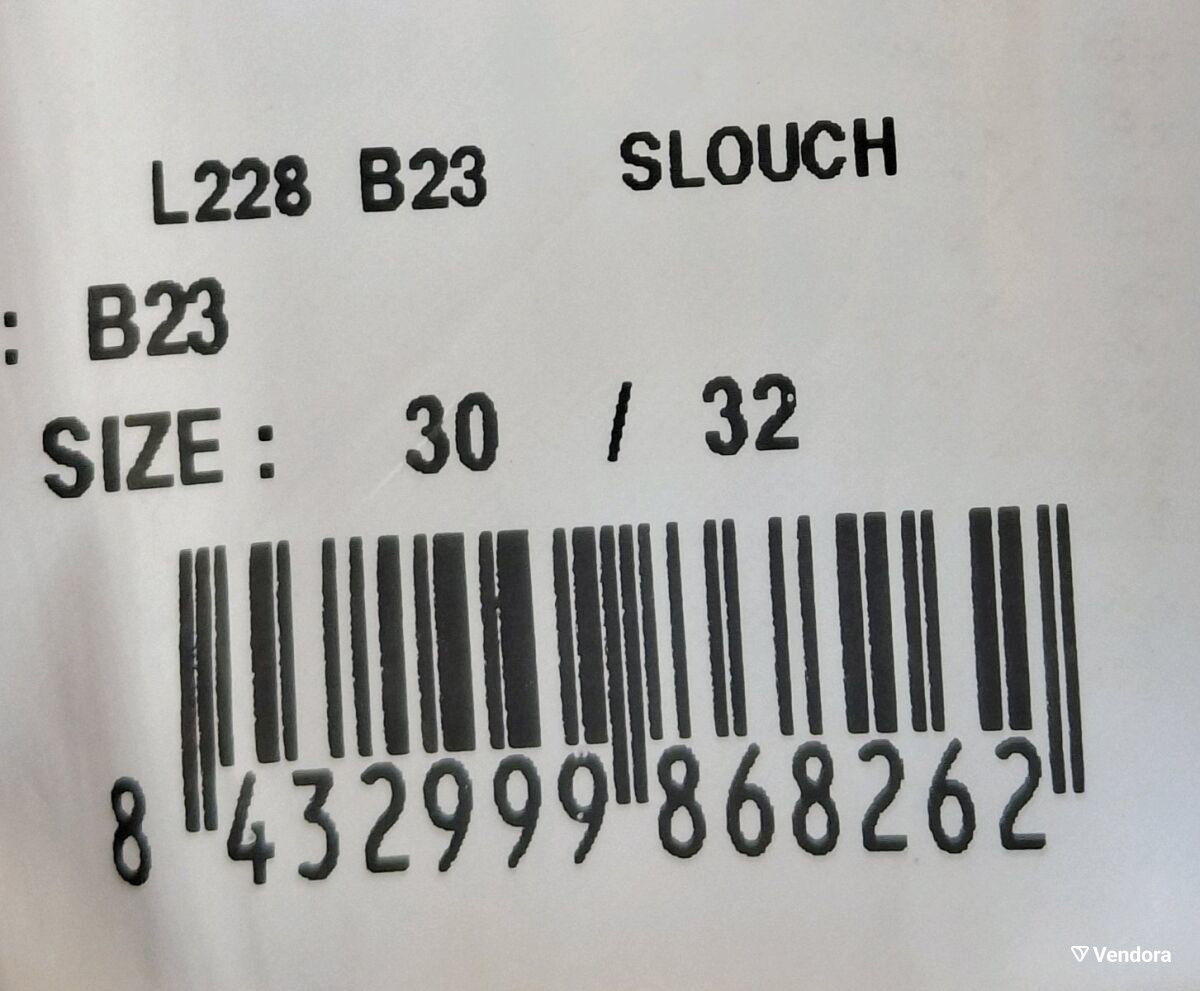 L228 B23 SLOUCH
: B23
SIZE : 30 / 32
8 432999 868262
Vendora